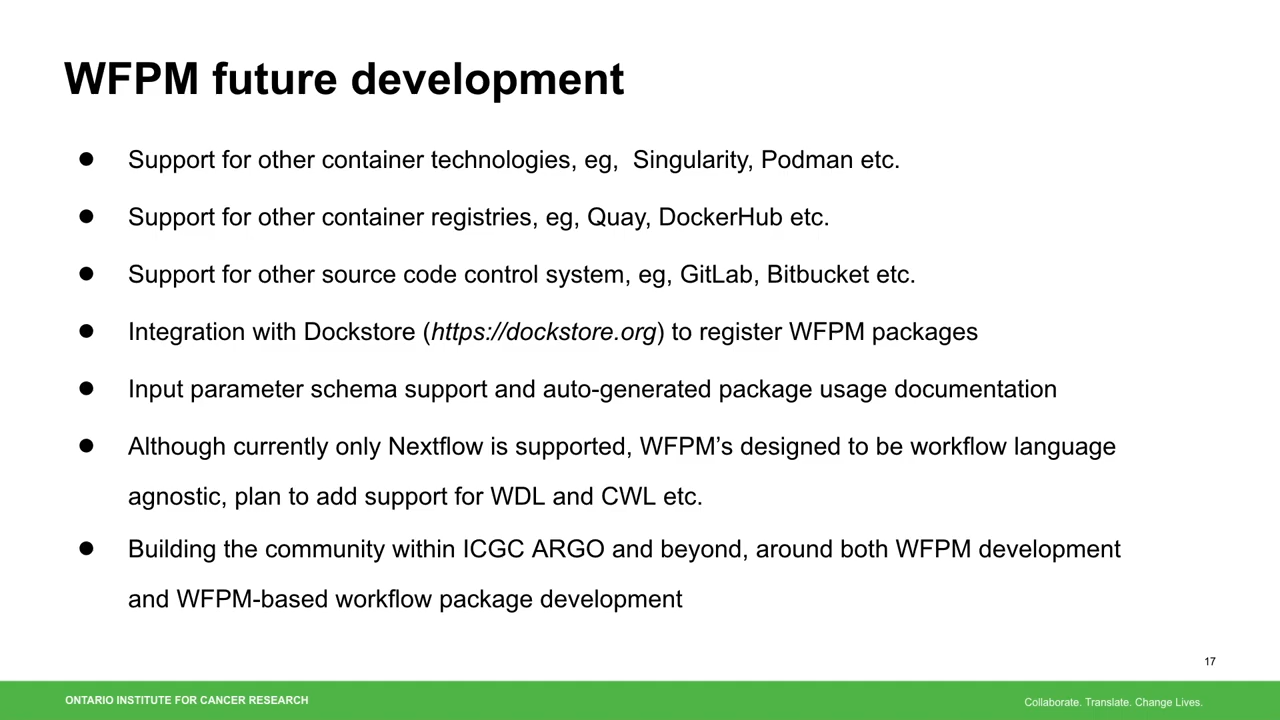 WFPM future development
● Support for other container technologies, eg,  Singularity, Podman etc.
● Support for other container registries, eg, Quay, DockerHub etc.
● Support for other source code control system, eg, GitLab, Bitbucket etc.
● Integration with Dockstore (https://dockstore.org) to register WFPM packages
● Input parameter schema support and auto-generated package usage documentation
● Although currently only Nextflow is supported, WFPM’s designed to be workflow language
agnostic, plan to add support for WDL and CWL etc.
● Building the community within ICGC ARGO and beyond, around both WFPM development
and WFPM-based workflow package development
17
ONTARIO INSTITUTE FOR CANCER RESEARCH
Collaborate. Translate. Change Lives.